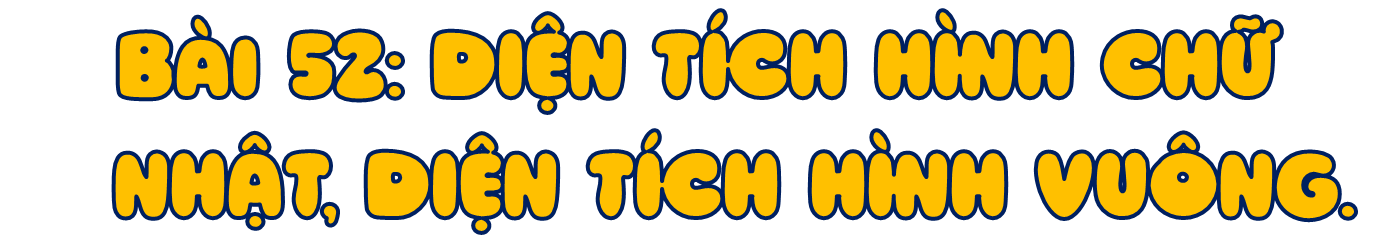 BÀI 52: DIỆN TÍCH HÌNH CHỮ
NHẬT, DIỆN TÍCH HÌNH VUÔNG.